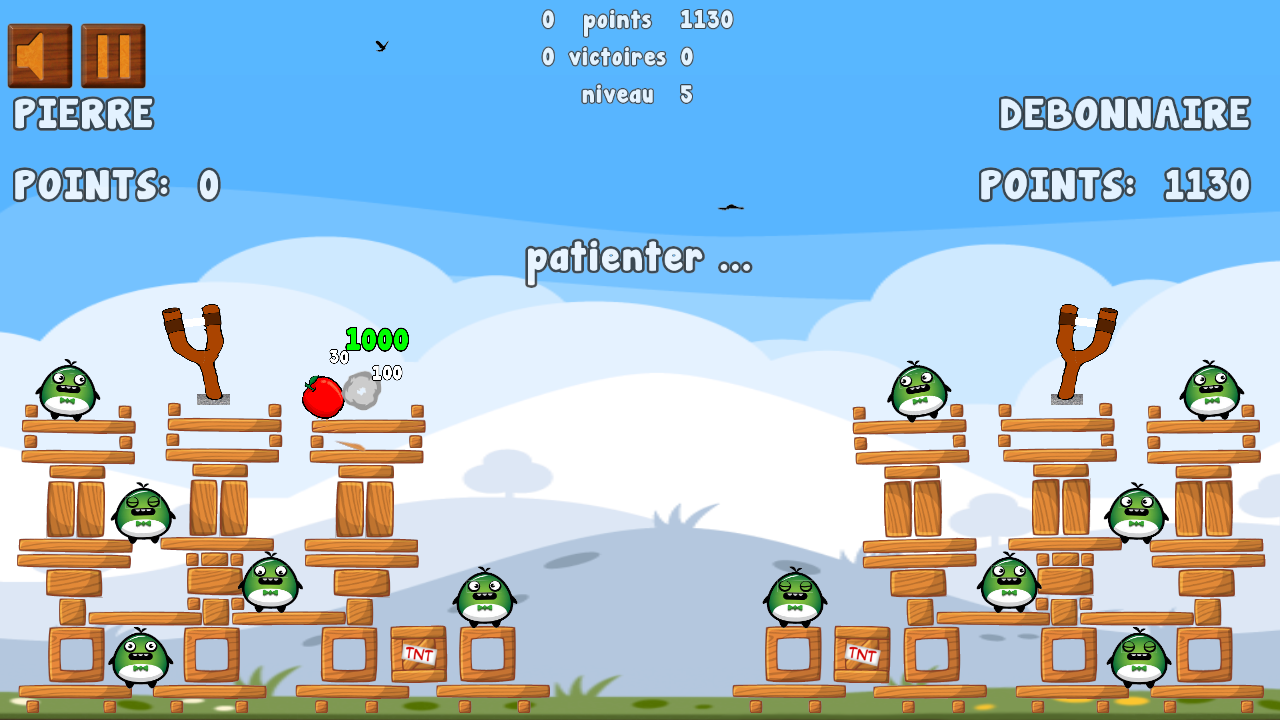 0 points 1130
0 victoires 0
niveau 5
PIERRE
DEBONNAIRE
POINTS: 0
POINTS: 1130
patienter ...
1000
30
100
TNT
TNT